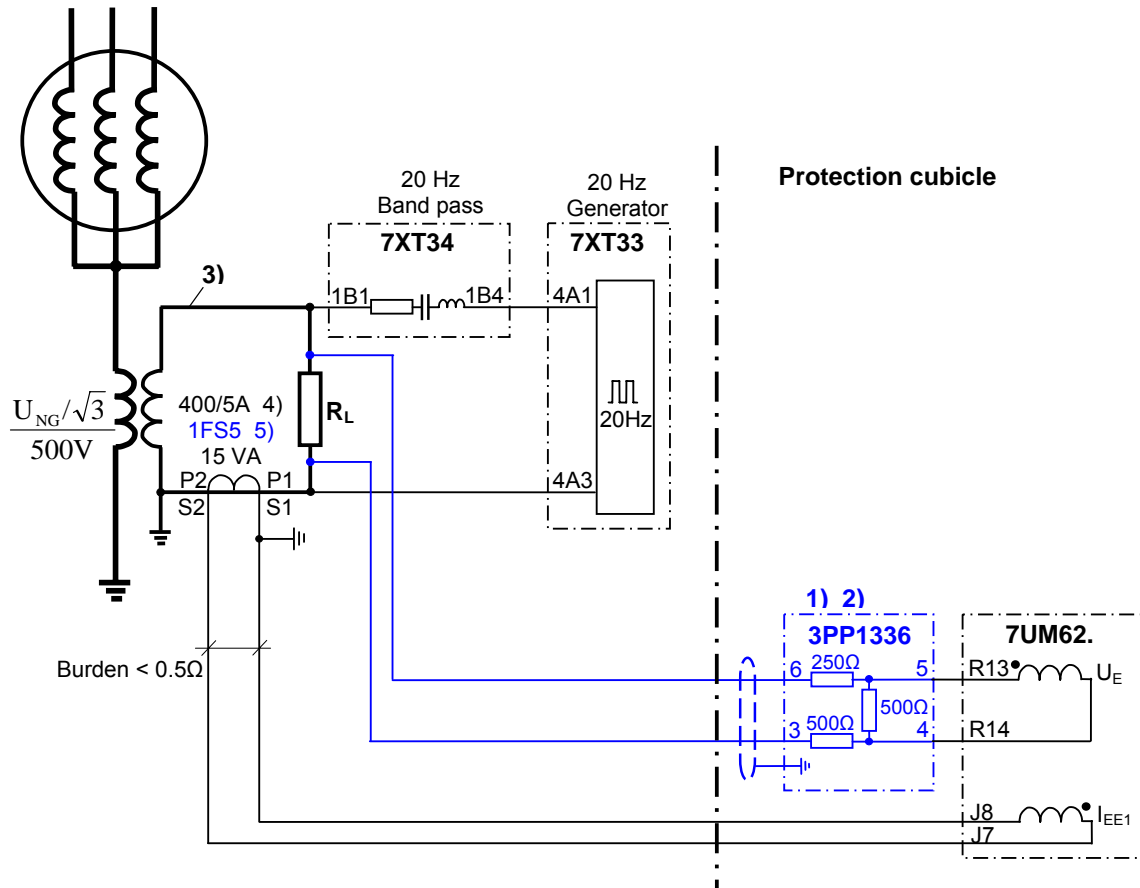 Protection cubicle
20 Hz
Band pass
7XT34
20 Hz
Generator
7XT33
3)
1B1
1B4
4A1
20Hz
4A3
U_NG/√3
500V
400/5A 4)
1FS5 5)
15 VA
R_L
P2
P1
S2
S1
Burden < 0.5Ω
1) 2)
3PP1336
6
250Ω
5
500Ω
3
500Ω
4
7UM62.
R13
U_E
R14
J8
I_EE1
J7